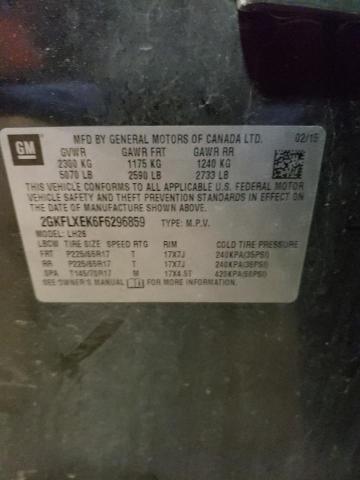 GM
MFD BY GENERAL MOTORS OF CANADA LTD. 02/15
GVWR GAWR FRT GAWR RR
2300 KG 1175 KG 1240 KG
5070 LB 2590 LB 2733 LB
THIS VEHICLE CONFORMS TO ALL APPLICABLE U.S. FEDERAL MOTOR
VEHICLE SAFETY AND THEFT PREVENTION STANDARDS IN EFFECT ON
THE DATE OF MANUFACTURE SHOWN ABOVE.
2GKFLXEK6F6296859 TYPE: M.P.V.
MODEL: LH26
TIRE SIZE SPEED RTG RIM COLD TIRE PRESSURE
FRT P225/65R17 T 17X7J 240KPA(35PSI)
RR P225/65R17 T 17X7J 240KPA(35PSI)
SPA T145/70R17 M 17X4.5T 420KPA(60PSI)
SEE OWNER'S MANUAL FOR MORE INFORMATION.